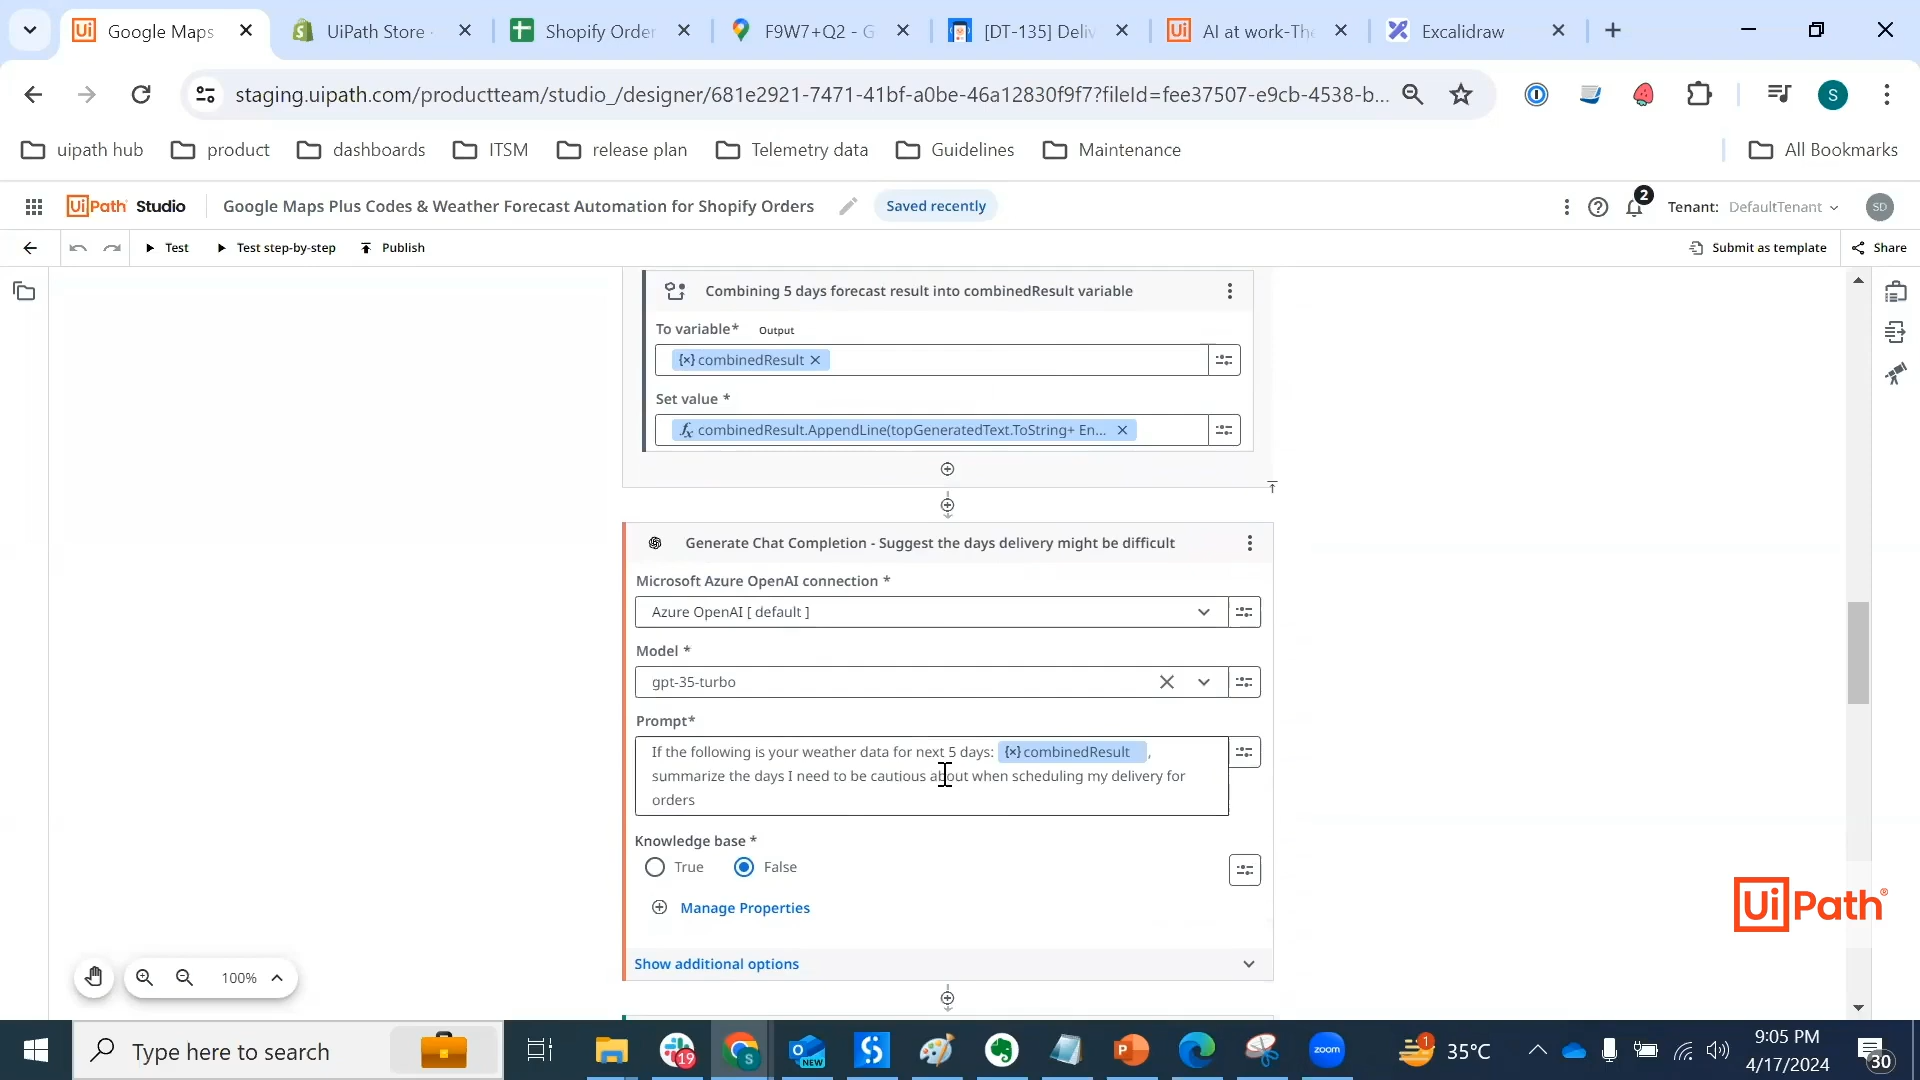 Google Maps
UiPath Store -
Shopify Order
F9W7+Q2 - G
[DT-135] Deliv
AI at work-The
Excalidraw
staging.uipath.com/productteam/studio_/designer/681e2921-7471-41bf-a0be-46a12830f9f7?fileId=fee37507-e9cb-4538-b...
S
uipath hub
product
dashboards
ITSM
release plan
Telemetry data
Guidelines
Maintenance
All Bookmarks
UiPath Studio
Google Maps Plus Codes & Weather Forecast Automation for Shopify Orders
Saved recently
2
Tenant: DefaultTenant
SD
Test
Test step-by-step
Publish
Submit as template
Share
Combining 5 days forecast result into combinedResult variable
To variable* Output
{x} combinedResult
Set value *
fx combinedResult.AppendLine(topGeneratedText.ToString+ En...
Generate Chat Completion - Suggest the days delivery might be difficult
Microsoft Azure OpenAI connection *
Azure OpenAI [ default ]
Model *
gpt-35-turbo
Prompt*
If the following is your weather data for next 5 days: {x} combinedResult ,
summarize the days I need to be cautious about when scheduling my delivery for
orders
Knowledge base *
True
False
Manage Properties
UiPath®
Show additional options
100%
Type here to search
19
S
NEW
zoom
1
35°C
9:05 PM
4/17/2024
30